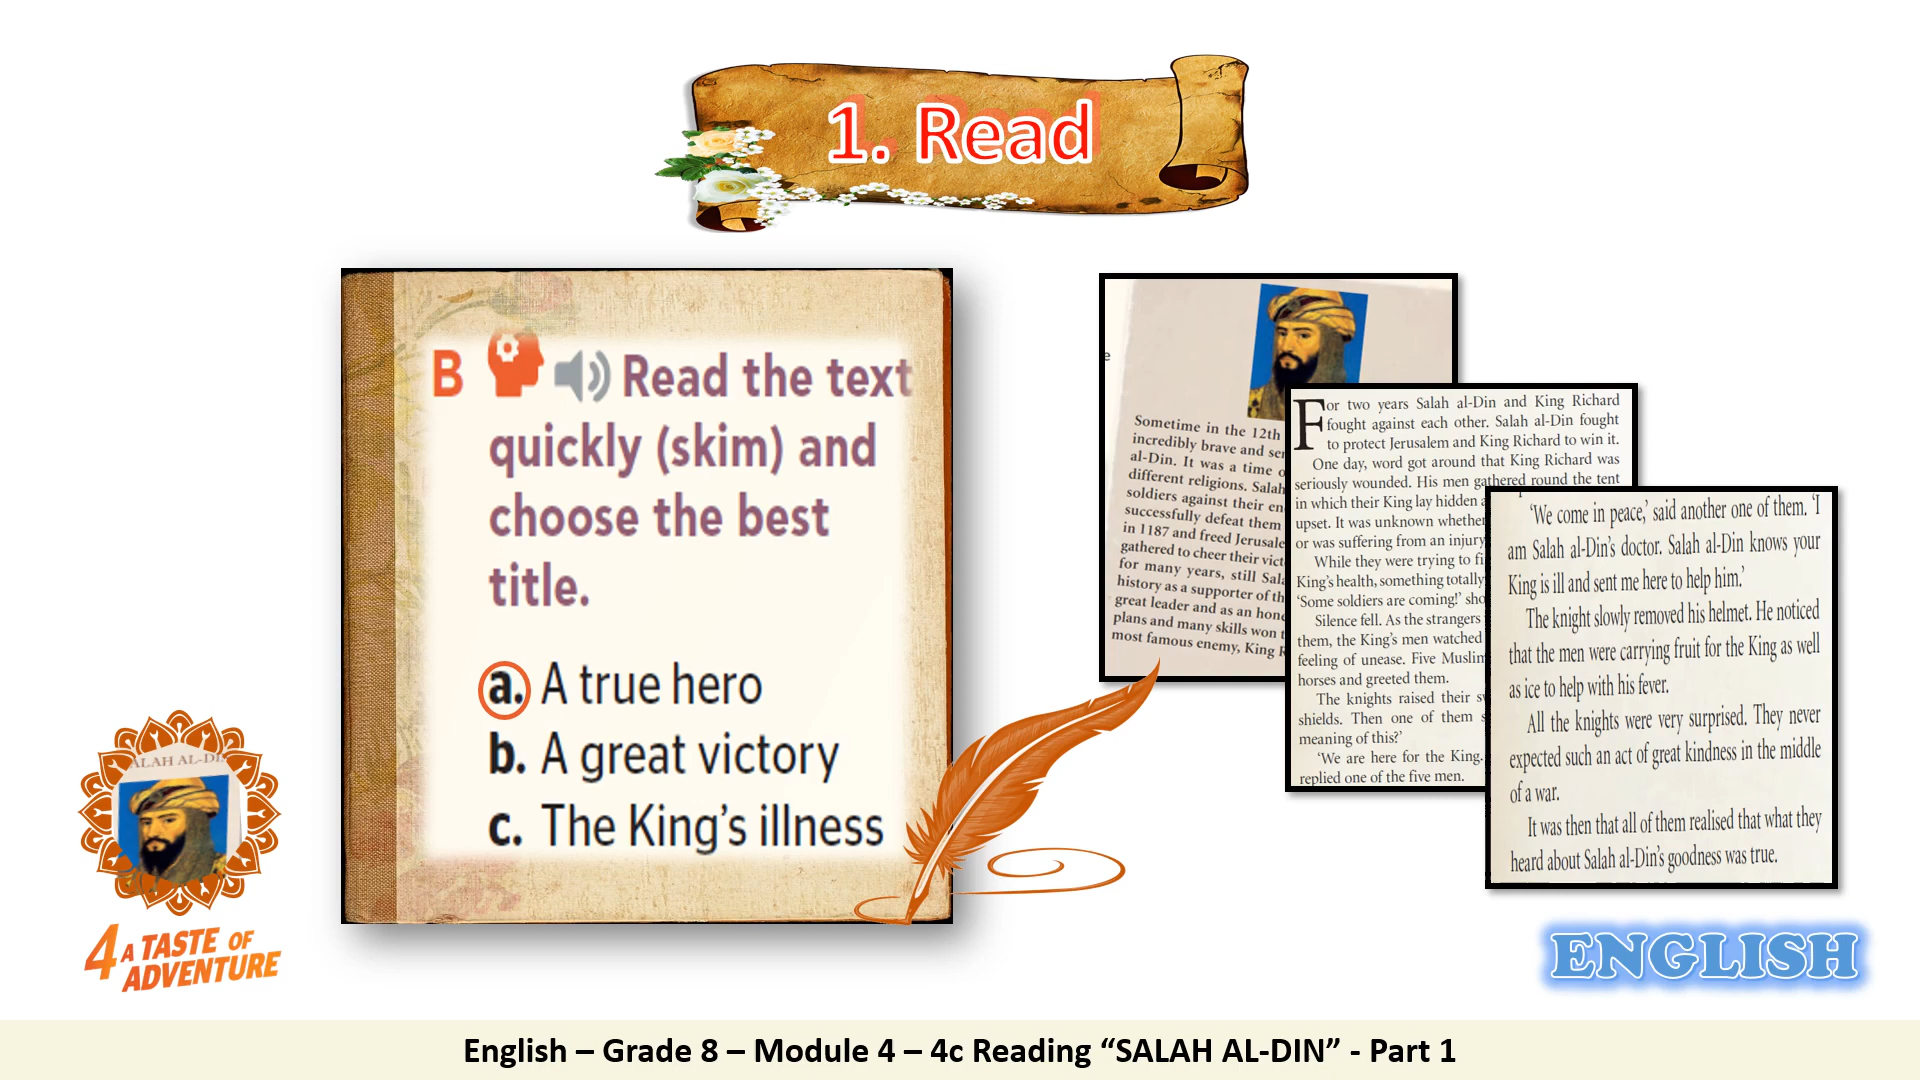 1. Read
B Read the text
quickly (skim) and
choose the best
title.
a. A true hero
b. A great victory
c. The King's illness
e
Sometime in the 12th
incredibly brave and
al-Din. It was a time
different religions. Salah
soldiers against their
successfully defeat them
in 1187 and freed
gathered to cheer their
for many years, still
history as a supporter of
great leader and as an
plans and many skills won
most famous enemy, King
For two years Salah al-Din and King Richard
fought against each other. Salah al-Din fought
to protect Jerusalem and King Richard to win it.
One day, word got around that King Richard was
seriously wounded. His men gathered round the tent
in which their King lay hidden
upset. It was unknown whether
or was suffering from an injury
While they were trying to
King's health, something totally
'Some soldiers are coming!'
Silence fell. As the strangers
them, the King's men watched
feeling of unease. Five Muslim
horses and greeted them.
The knights raised their
shields. Then one of them
meaning of this?'
'We are here for the King.
replied one of the five men.
'We come in peace,' said another one of them. 'I
am Salah al-Din's doctor. Salah al-Din knows your
King is ill and sent me here to help him.'
The knight slowly removed his helmet. He noticed
that the men were carrying fruit for the King as well
as ice to help with his fever.
All the knights were very surprised. They never
expected such an act of great kindness in the middle
of a war.
It was then that all of them realised that what they
heard about Salah al-Din's goodness was true.
ALAH AL-DI
4 A TASTE OF
ADVENTURE
ENGLISH
English – Grade 8 – Module 4 – 4c Reading “SALAH AL-DIN” - Part 1